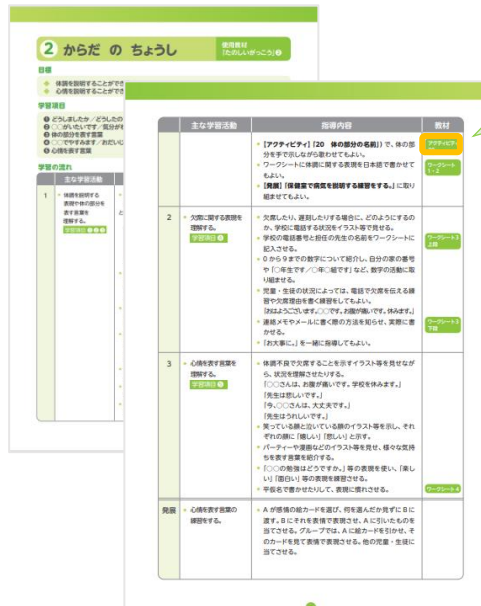 2 からだ の ちょうし
使用教材
『たのしいがっこう』❷
目標
◆ 体調を説明することができ
◆ 心情を説明することができ
学習項目
❶ どうしましたか／どうしたの
❷ ○○がいたいです／気分が
❸ 体の部分を表す言葉
❹ ○○でやすみます／おだいじ
❺ 心情を表す言葉
学習の流れ
主な学習活動
1
体調を説明する
表現や体の部分を
表す言葉を
理解する。
学習項目 ❶❷❸
主な学習活動
指導内容
教材
【アクティビティ】「20 体の部分の名前」）で、体の部
分を手で示しながら歌わせてもよい。
ワークシートに体調に関する表現を日本語で書かせて
もよい。
【発展】「保健室で病気を説明する練習をする。」に取り
組ませてもよい。
アクティビティ
ワークシート
1-2
2
欠席に関する表現を
理解する。
学習項目 ❹
欠席したり、遅刻したりする場合に、どのようにするの
か、学校に電話する状況をイラスト等で見せる。
学校の電話番号と担任の先生の名前をワークシートに
記入させる。
0から9までの数字について紹介し、自分の家の番号
や「○年生です／○年○組です」など、数字の活動に取
り組ませる。
児童・生徒の状況によっては、電話で欠席を伝える練
習や欠席理由を書く練習をしてもよい。
「おはようございます。○○です。お腹が痛いです。休みます。」
連絡メモやメールに書く際の方法を知らせ、実際に書
かせる。
「お大事に。」を一緒に指導してもよい。
ワークシート3
上段
ワークシート3
下段
3
心情を表す言葉を
理解する。
学習項目 ❺
体調不良で欠席することを示すイラスト等を見せなが
ら、状況を理解させたりする。
「○○さんは、お腹が痛いです。学校を休みます。」
「先生は悲しいです。」
「今、○○さんは、大丈夫です。」
「先生はうれしいです。」
笑っている顔と泣いている顔のイラスト等を示し、それ
ぞれの顔に「嬉しい」「悲しい」と示す。
パーティーや漫画などのイラスト等を見せ、様々な気持
ちを表す言葉を紹介する。
「○○の勉強はどうですか。」等の表現を使い、「楽し
い」「面白い」等の表現を練習させる。
平仮名で書かせたりして、表現に慣れさせる。
ワークシート4
発展
心情を表す言葉の
練習をする。
Aが感情の絵カードを選び、何を選んだか見ずにBに
渡す。Bにそれを表情で表現させ、Aに引いたものを
当てさせる。グループでは、Aに絵カードを引かせ、そ
のカードを見て表情で表現させる。他の児童・生徒に
当てさせる。